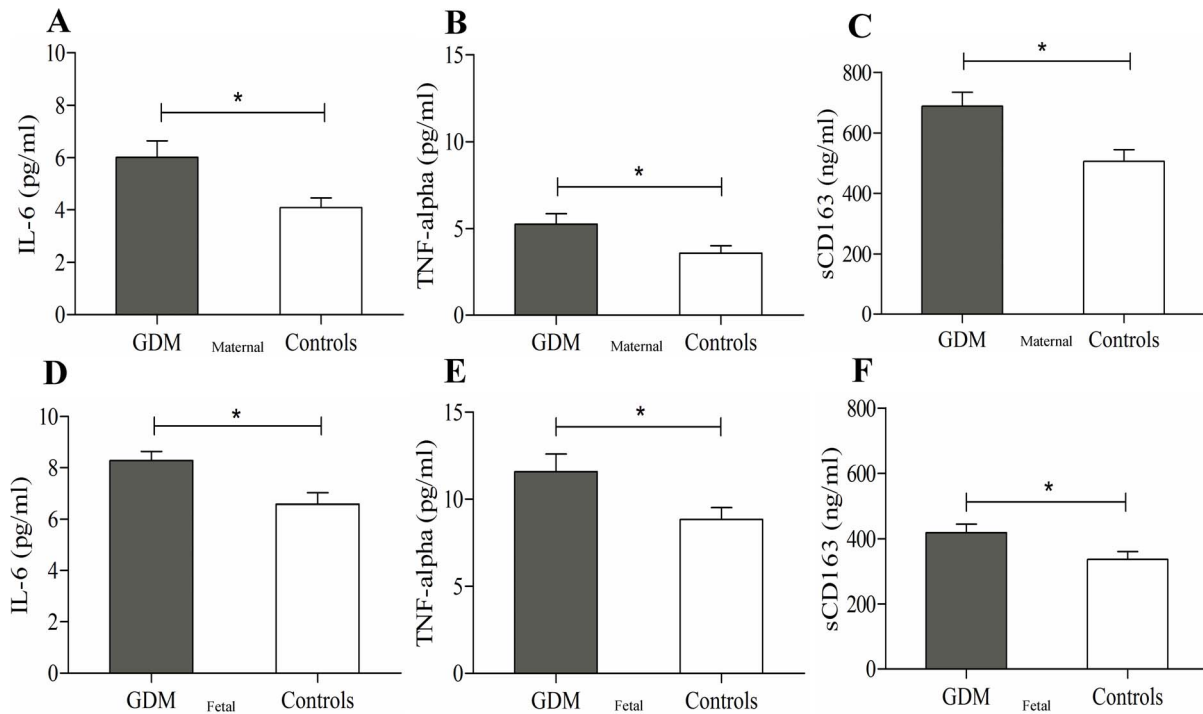 A
IL-6 (pg/ml)
10
8
6
4
2
0
*
GDM Maternal Controls
B
TNF-alpha (pg/ml)
15
10
5
0
*
GDM Maternal Controls
C
sCD163 (ng/ml)
800
600
400
200
0
*
GDM Maternal Controls
D
IL-6 (pg/ml)
10
8
6
4
2
0
*
GDM Fetal Controls
E
TNF-alpha (pg/ml)
15
10
5
0
*
GDM Fetal Controls
F
sCD163 (ng/ml)
800
600
400
200
0
*
GDM Fetal Controls